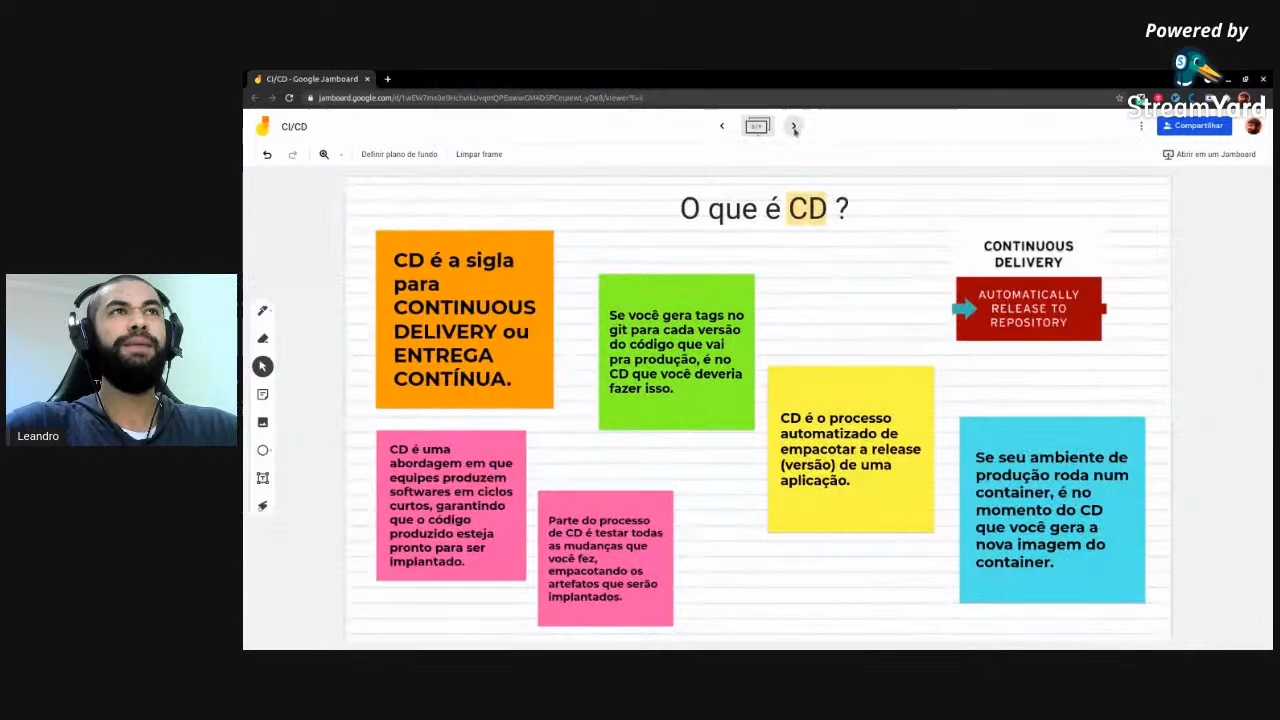 Powered by
StreamYard
CI/CD - Google Jamboard
CI/CD
Compartilhar
Definir plano de fundo
Limpar frame
Abrir em um Jamboard
O que é CD ?
CD é a sigla
para
CONTINUOUS
DELIVERY ou
ENTREGA
CONTÍNUA.
Se você gera tags no
git para cada versão
do código que vai
pra produção, é no
CD que você deveria
fazer isso.
CONTINUOUS
DELIVERY
AUTOMATICALLY
RELEASE TO
REPOSITORY
CD é o processo
automatizado de
empacotar a release
(versão) de uma
aplicação.
Se seu ambiente de
produção roda num
container, é no
momento do CD
que você gera a
nova imagem do
container.
CD é uma
abordagem em que
equipes produzem
softwares em ciclos
curtos, garantindo
que o código
produzido esteja
pronto para ser
implantado.
Parte do processo
de CD é testar todas
as mudanças que
você fez,
empacotando os
artefatos que serão
implantados.
Leandro